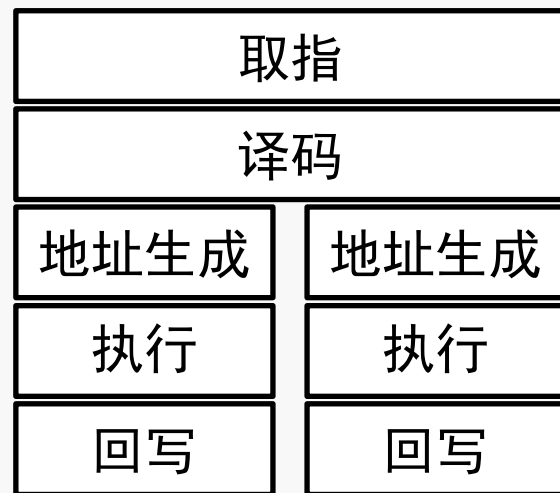 取指
译码
地址生成 地址生成
执行 执行
回写 回写